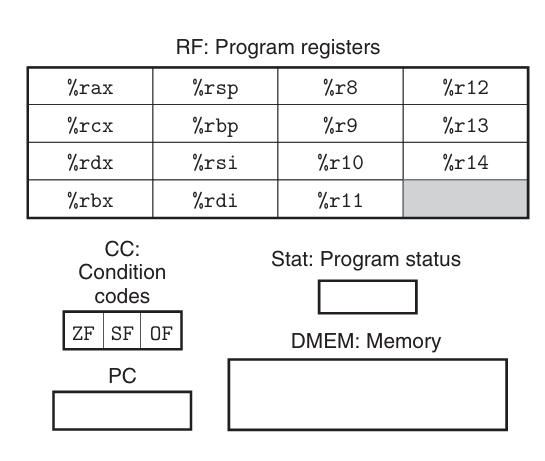 RF: Program registers
%rax %rsp %r8 %r12
%rcx %rbp %r9 %r13
%rdx %rsi %r10 %r14
%rbx %rdi %r11
CC:
Condition
codes
ZF SF OF
PC
Stat: Program status
DMEM: Memory